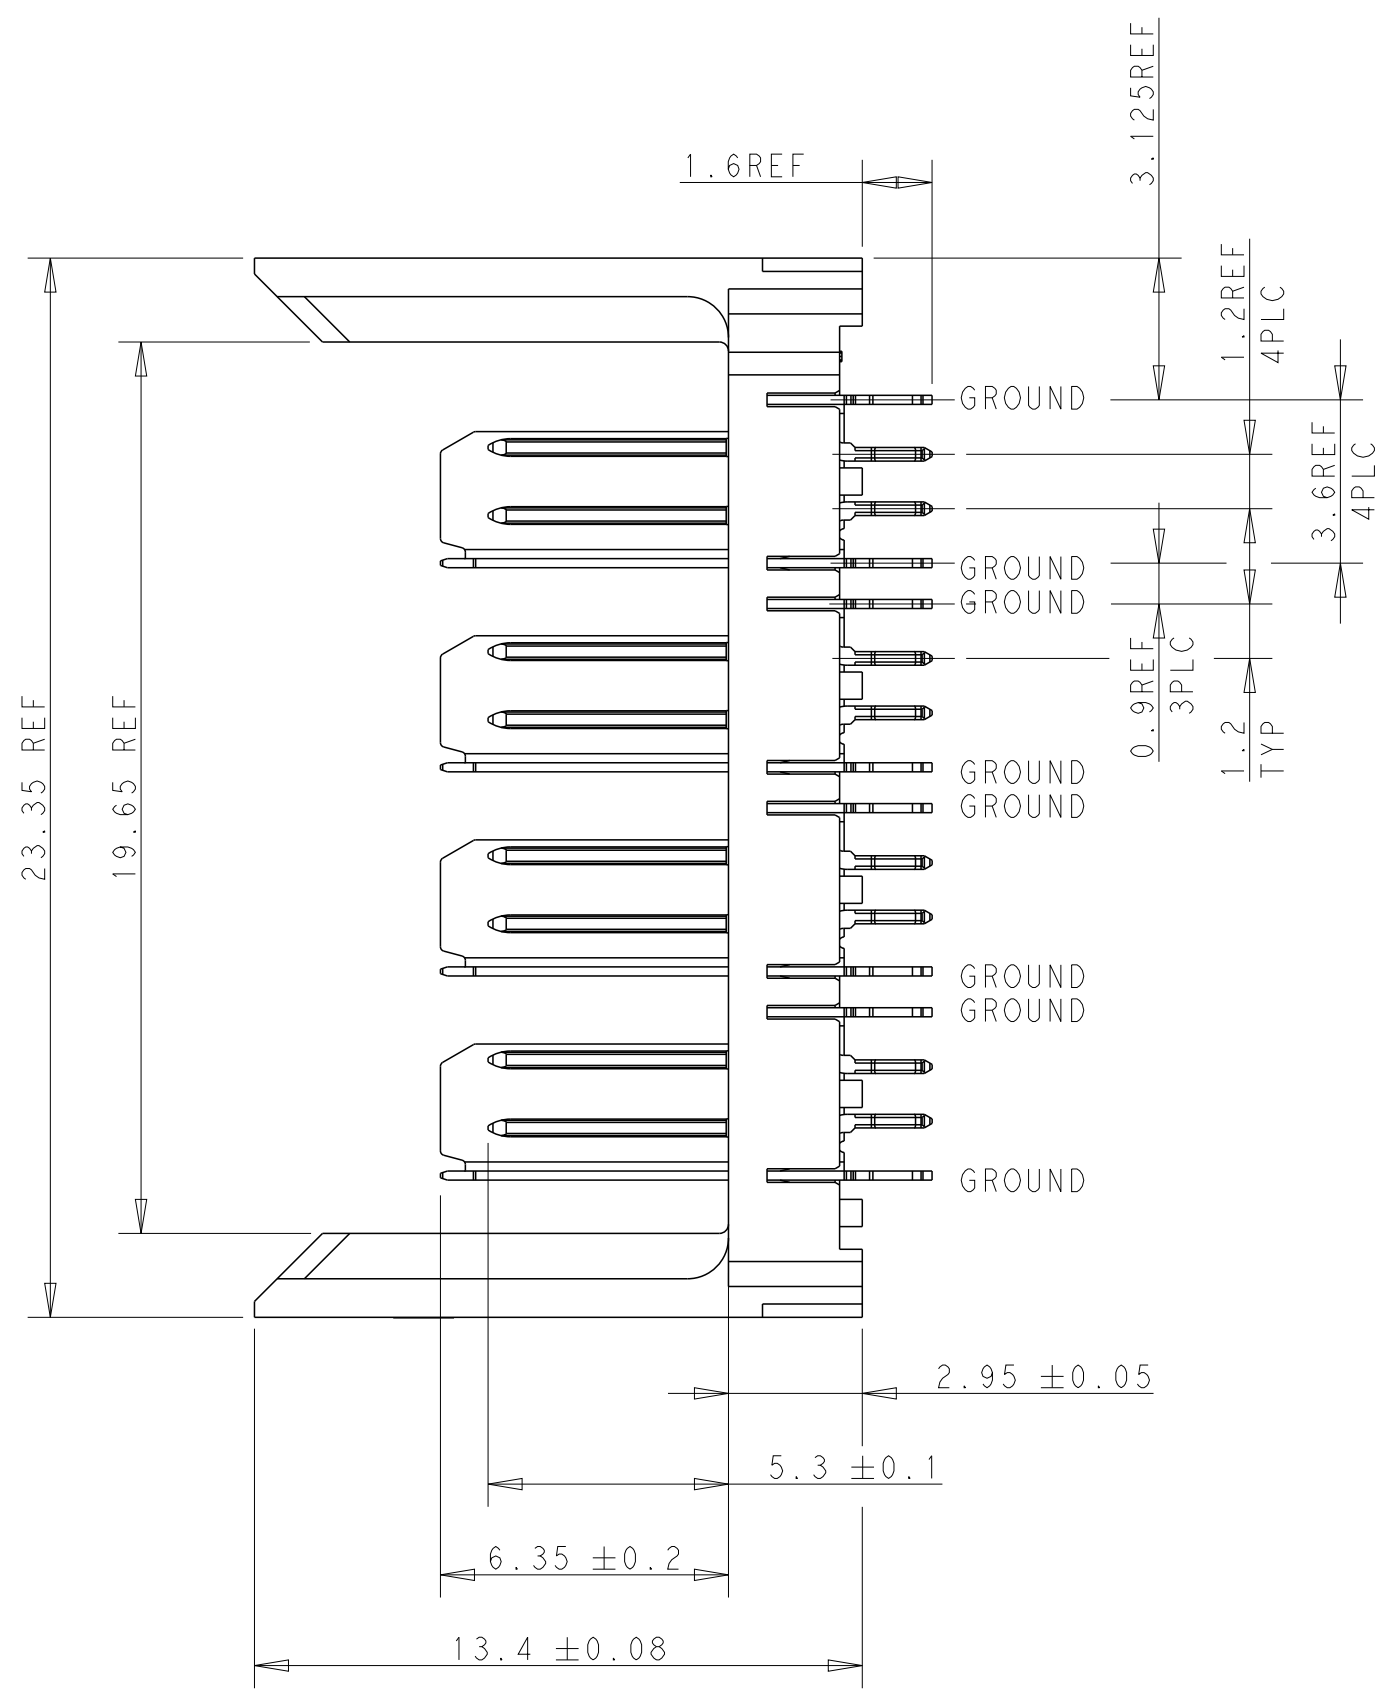 3.125REF
1.6REF
1.2REF
4PLC
GROUND
3.6REF
4PLC
GROUND
GROUND
0.9REF
3PLC
1.2
TYP
23.35 REF
19.65 REF
GROUND
GROUND
GROUND
GROUND
GROUND
2.95 ±0.05
5.3 ±0.1
6.35 ±0.2
13.4 ±0.08